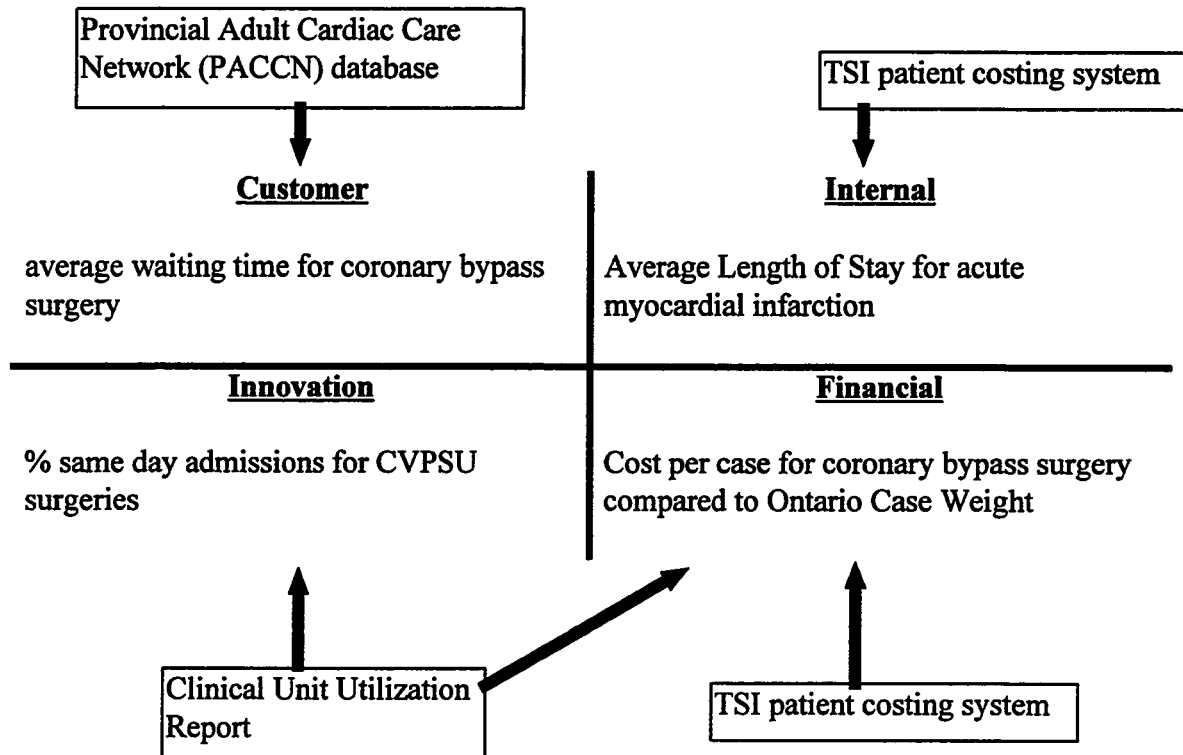 Provincial Adult Cardiac Care
Network (PACCN) database
TSI patient costing system
Customer
average waiting time for coronary bypass
surgery
Internal
Average Length of Stay for acute
myocardial infarction
Innovation
% same day admissions for CVPSU
surgeries
Financial
Cost per case for coronary bypass surgery
compared to Ontario Case Weight
Clinical Unit Utilization
Report
TSI patient costing system